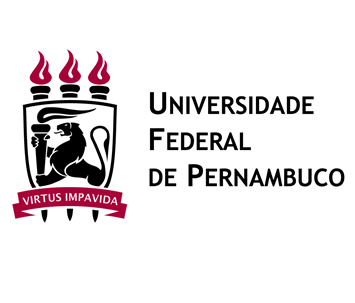 VIRTUS IMPAVIDA
UNIVERSIDADE
FEDERAL
DE PERNAMBUCO